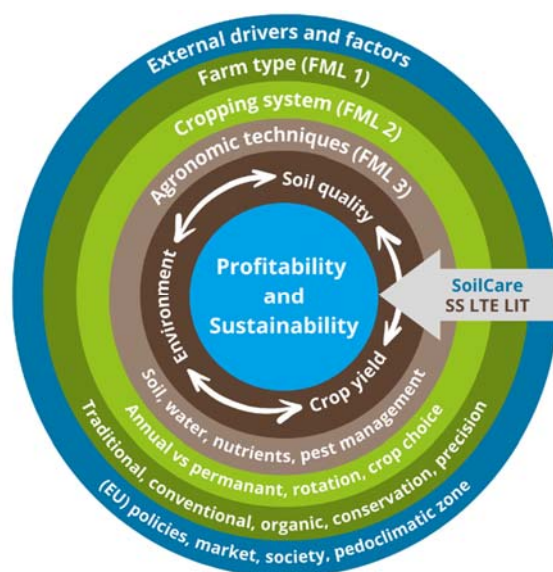 External drivers and factors
Farm type (FML 1)
Cropping system (FML 2)
Agronomic techniques (FML 3)
Soil quality
Environment
Profitability
and
Sustainability
SoilCare
SS LTE LIT
Crop yield
Soil, water, nutrients, pest management
Annual vs permanant, rotation, crop choice
Traditional, conventional, organic, conservation, precision
(EU) policies, market, society, pedoclimatic zone